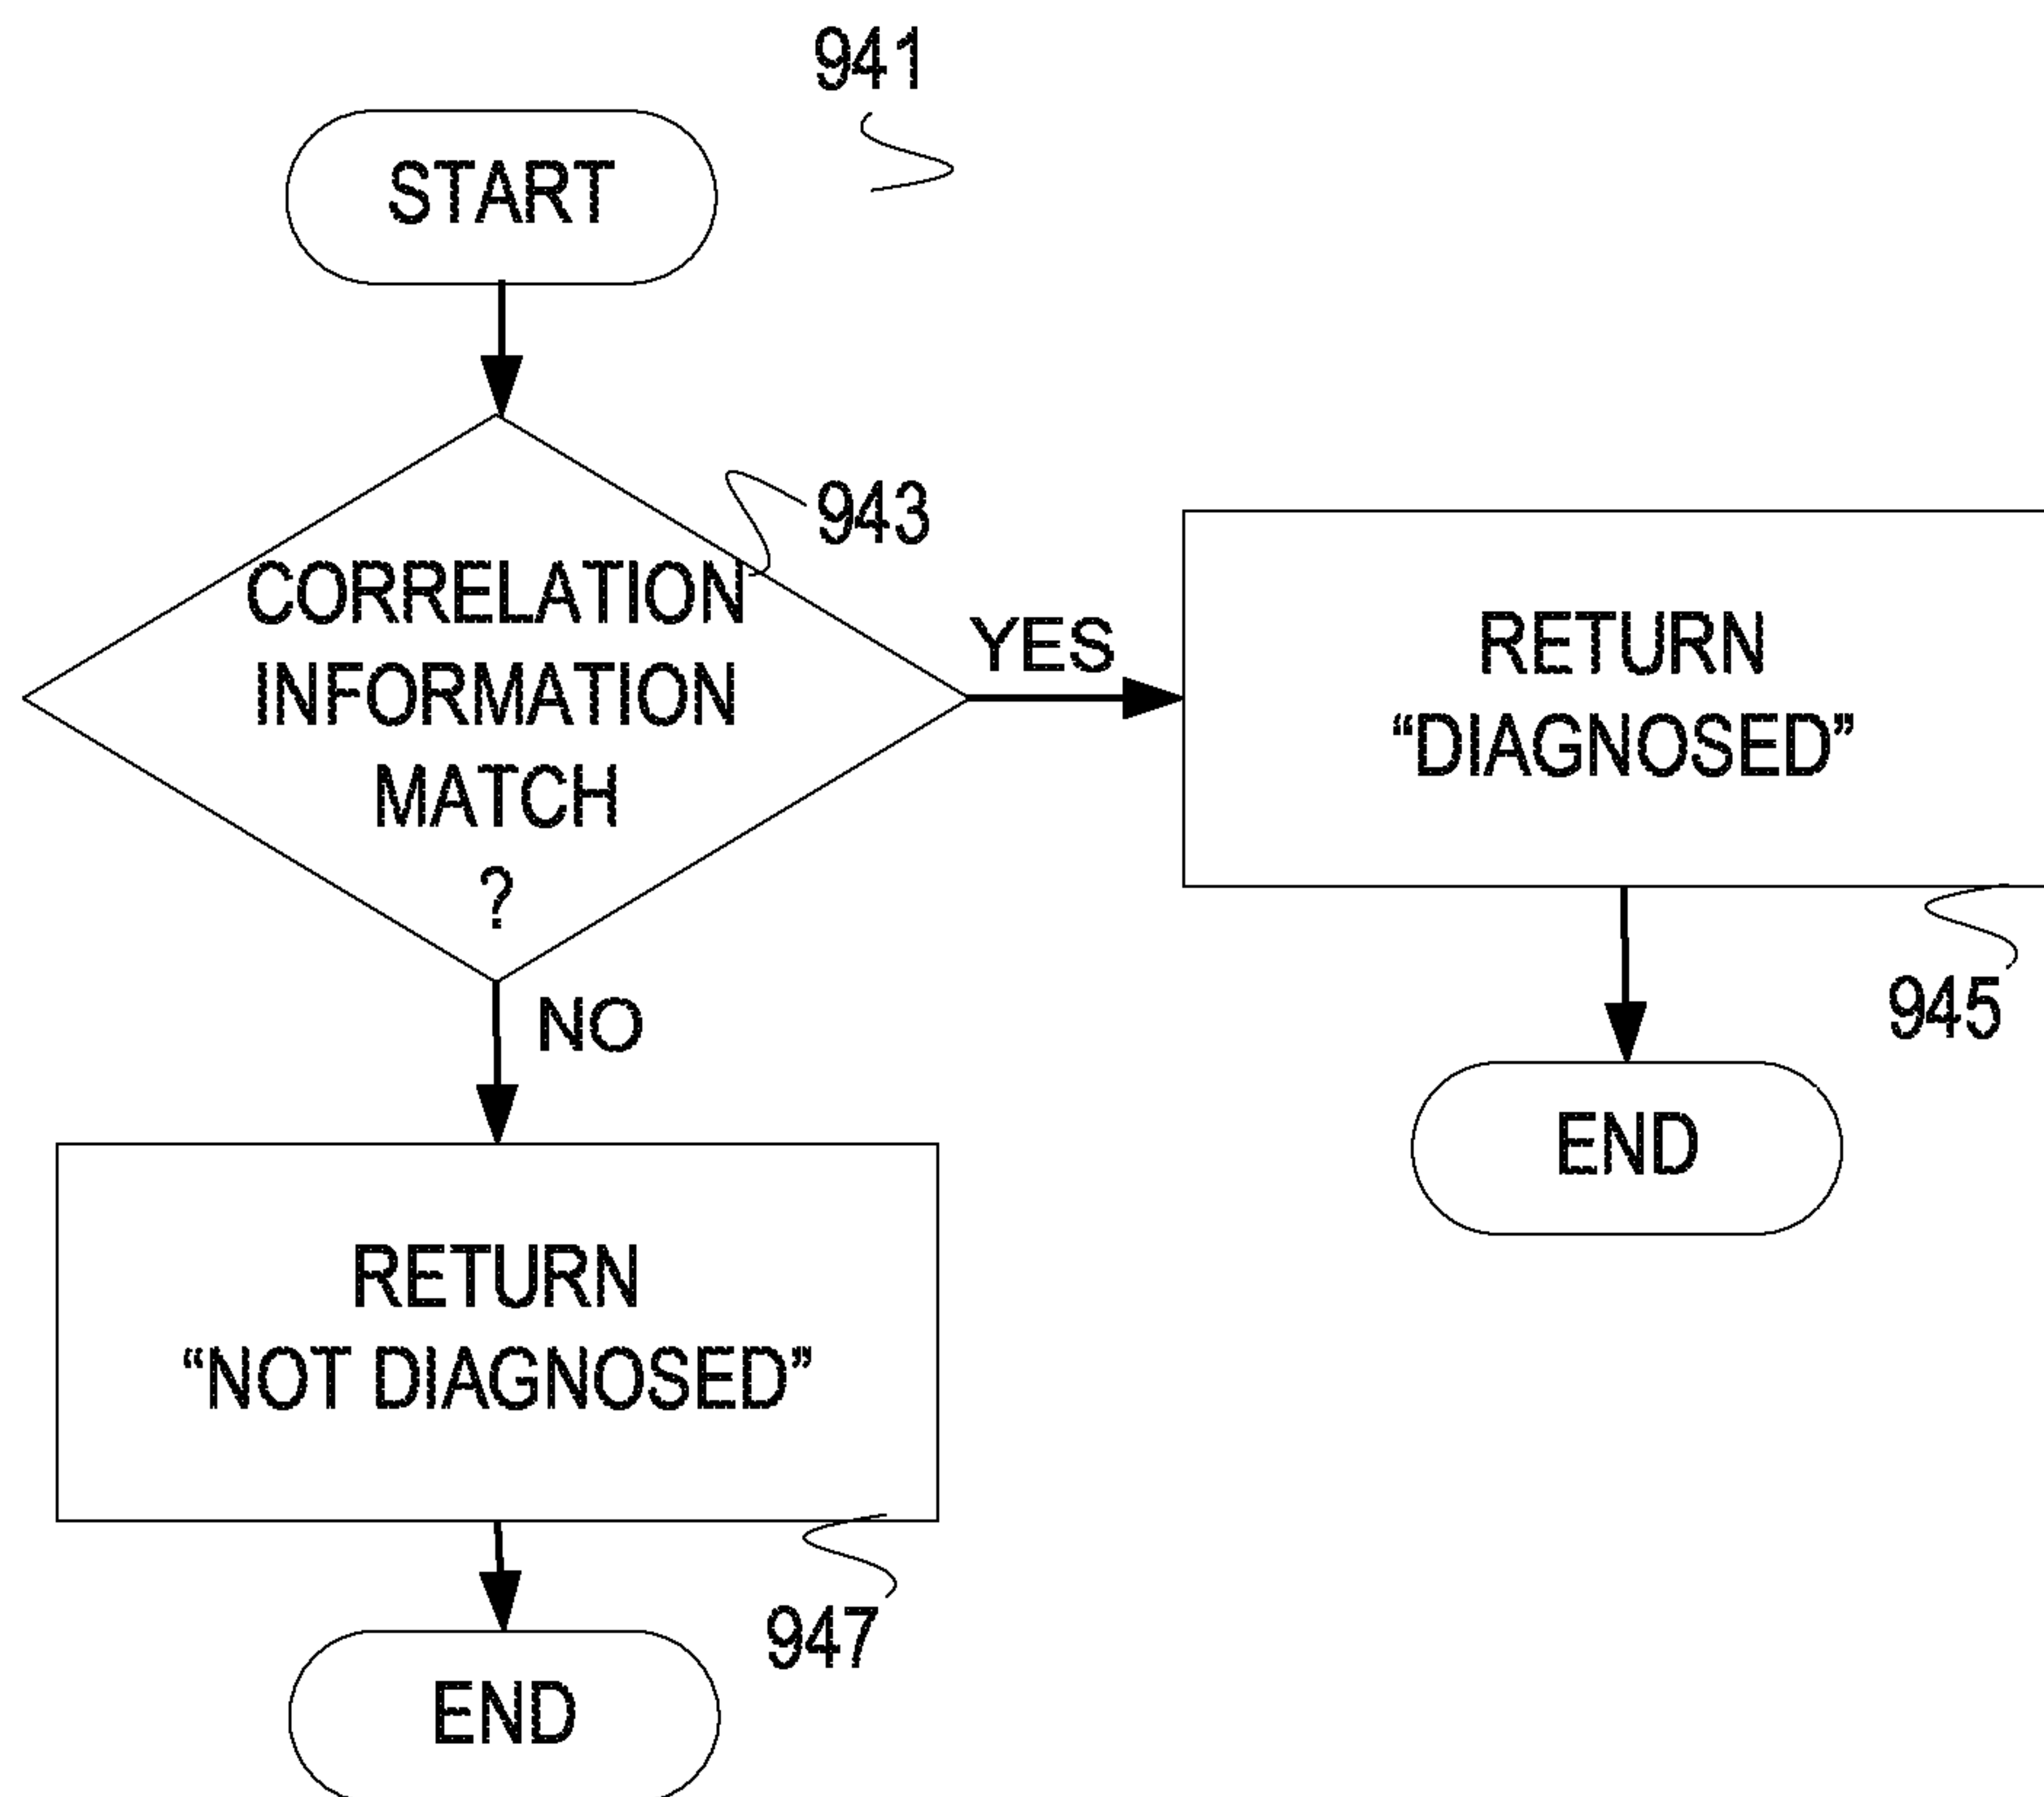 941
START
943
CORRELATION
INFORMATION
MATCH
?
YES
RETURN
“DIAGNOSED”
945
END
NO
RETURN
“NOT DIAGNOSED”
947
END